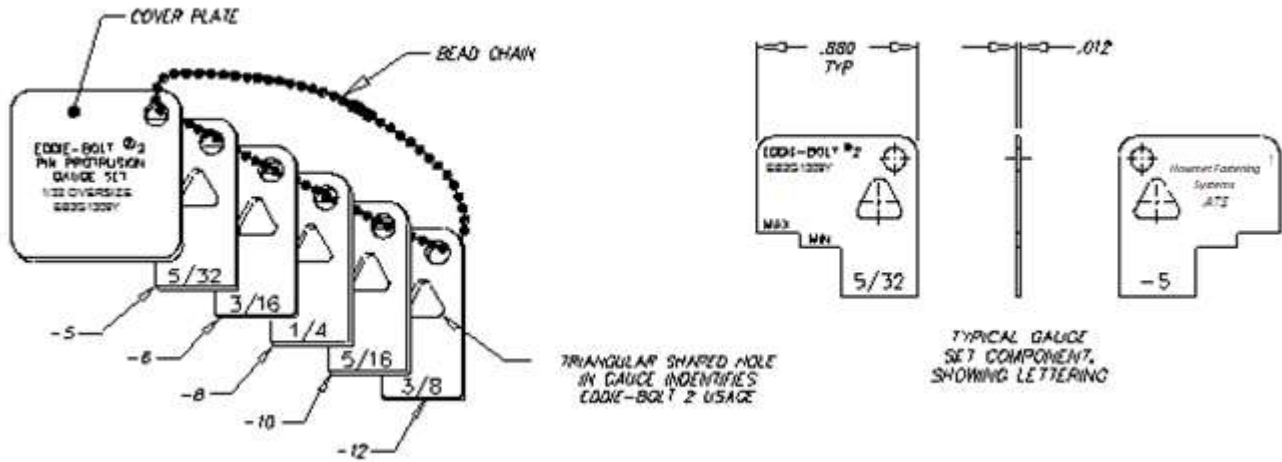 COVER PLATE
BEAD CHAIN
EDDIE-BOLT ® 2
PIN PROTRUSION
GAUGE SET
1/32 OVERSIZE
5/32
3/16
1/4
5/16
3/8
-5
-6
-8
-10
-12
TRIANGULAR SHAPED HOLE
IN GAUGE INDENTIFIES
EDDIE-BOLT 2 USAGE
.880
TYP
.012
EDDIE-BOLT ® 2
MAX
MIN
5/32
Howmet Fastening
Systems
ATS
-5
TYPICAL GAUGE
SET COMPONENT,
SHOWING LETTERING